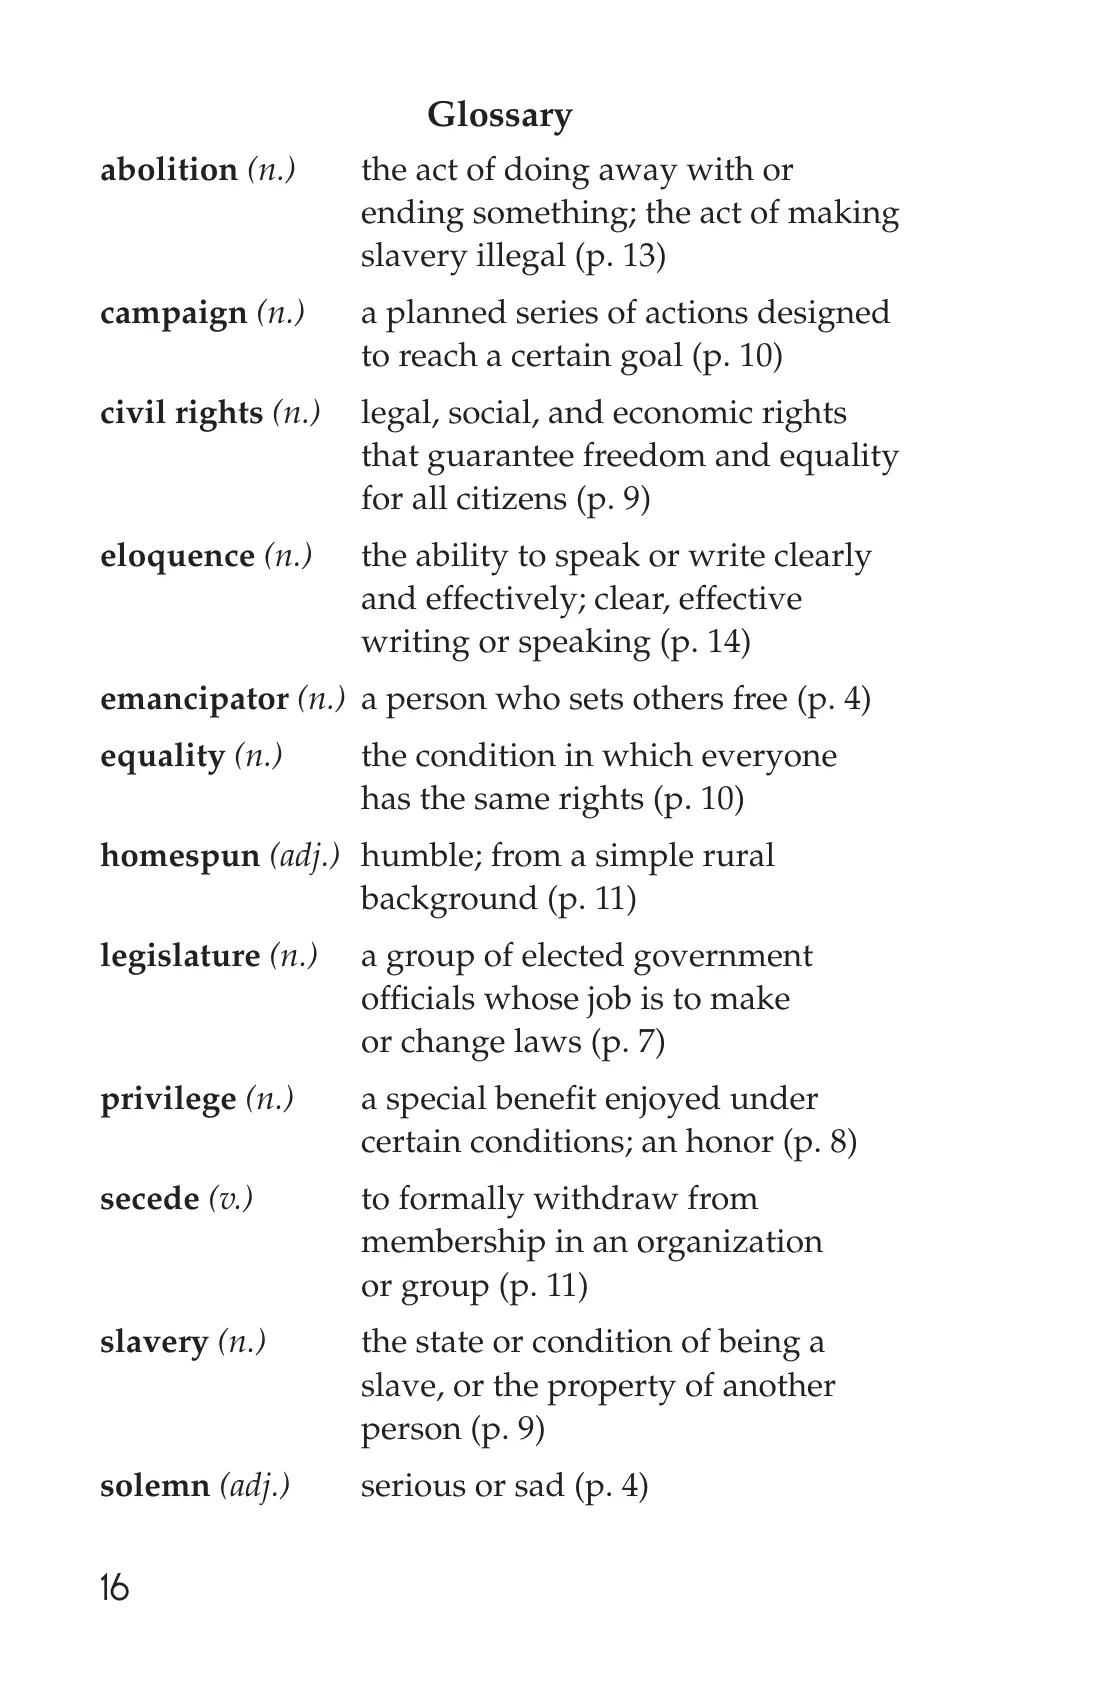 Glossary
abolition (n.) the act of doing away with or
ending something; the act of making
slavery illegal (p. 13)
campaign (n.) a planned series of actions designed
to reach a certain goal (p. 10)
civil rights (n.) legal, social, and economic rights
that guarantee freedom and equality
for all citizens (p. 9)
eloquence (n.) the ability to speak or write clearly
and effectively; clear, effective
writing or speaking (p. 14)
emancipator (n.) a person who sets others free (p. 4)
equality (n.) the condition in which everyone
has the same rights (p. 10)
homespun (adj.) humble; from a simple rural
background (p. 11)
legislature (n.) a group of elected government
officials whose job is to make
or change laws (p. 7)
privilege (n.) a special benefit enjoyed under
certain conditions; an honor (p. 8)
secede (v.) to formally withdraw from
membership in an organization
or group (p. 11)
slavery (n.) the state or condition of being a
slave, or the property of another
person (p. 9)
solemn (adj.) serious or sad (p. 4)
16